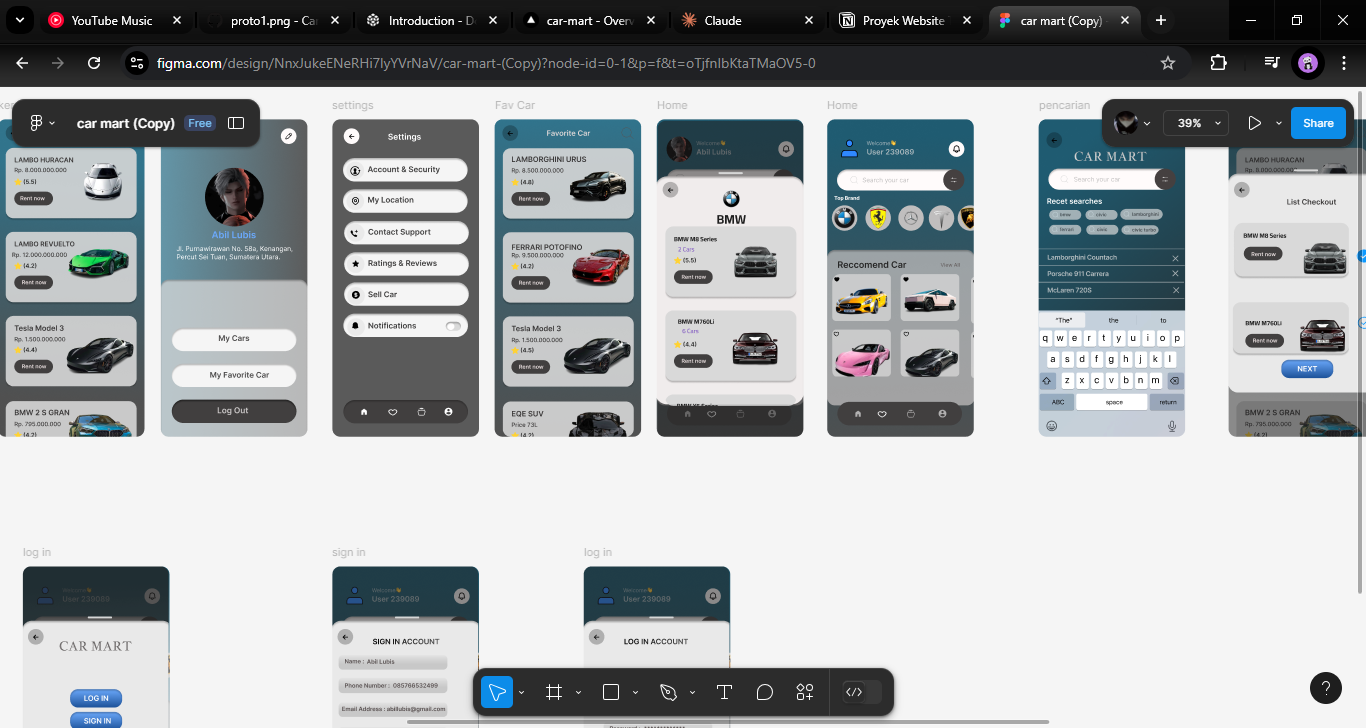 YouTube Music
proto1.png - Ca
Introduction - D
car-mart - Overv
Claude
Proyek Website
car mart (Copy)
figma.com/design/NnxJukeENeRHi7IyYVrNaV/car-mart-(Copy)?node-id=0-1&p=f&t=oTjfnIbKtaTMaOV5-0
car mart (Copy)
Free
39%
Share
settings
Fav Car
Home
Home
pencarian
LAMBO HURACAN
Rp. 8.000.000.000
(5.5)
Rent now
LAMBO REVUELTO
Rp. 12.000.000.000
(4.2)
Rent now
Tesla Model 3
Rp. 1.500.000.000
(4.4)
Rent now
BMW 2 S GRAN
Rp. 795.000.000
(4.2)
Abil Lubis
Jl. Purnawirawan No. 58a, Kenangan,
Percut Sei Tuan, Sumatera Utara.
My Cars
My Favorite Car
Log Out
Settings
Account & Security
My Location
Contact Support
Ratings & Reviews
Sell Car
Notifications
Favorite Car
LAMBORGHINI URUS
Rp. 8.500.000.000
(4.8)
Rent now
FERRARI POTOFINO
Rp. 9.500.000.000
(4.2)
Rent now
Tesla Model 3
Rp. 1.500.000.000
(4.5)
Rent now
EQE SUV
Price 73L
Welcome
Abil Lubis
BMW
BMW M8 Series
2 Cars
(5.5)
Rent now
BMW M760Li
6 Cars
(4.4)
Rent now
Welcome
User 239089
Search your car
Top Brand
Reccomend Car
View All
CAR MART
Search your car
Recet searches
bmw
civic
lamborghini
ferrari
civic
civic turbo
Lamborghini Countach
Porsche 911 Carrera
McLaren 720S
"The"
the
to
q w e r t y u i o p
a s d f g h j k l
z x c v b n m
ABC
space
return
LAMBO HURACAN
Rp. 8.000.000.000
List Checkout
BMW M8 Series
Rent now
BMW M760Li
Rent now
NEXT
BMW 2 S GRAN
Rp. 795.000.000
(4.2)
log in
sign in
log in
Welcome
User 239089
CAR MART
LOG IN
SIGN IN
Welcome
User 239089
SIGN IN ACCOUNT
Name : Abil Lubis
Phone Number : 085766532499
Email Address : abillubis@gmail.com
Welcome
User 239089
LOG IN ACCOUNT